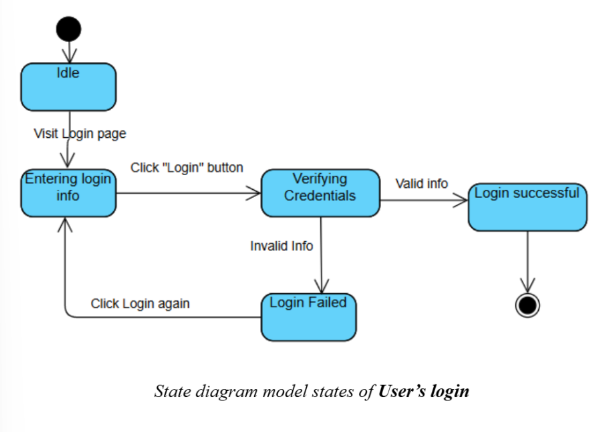 Idle
Visit Login page
Entering login
info
Click "Login" button
Verifying
Credentials
Valid info
Login successful
Invalid Info
Login Failed
Click Login again
State diagram model states of User's login